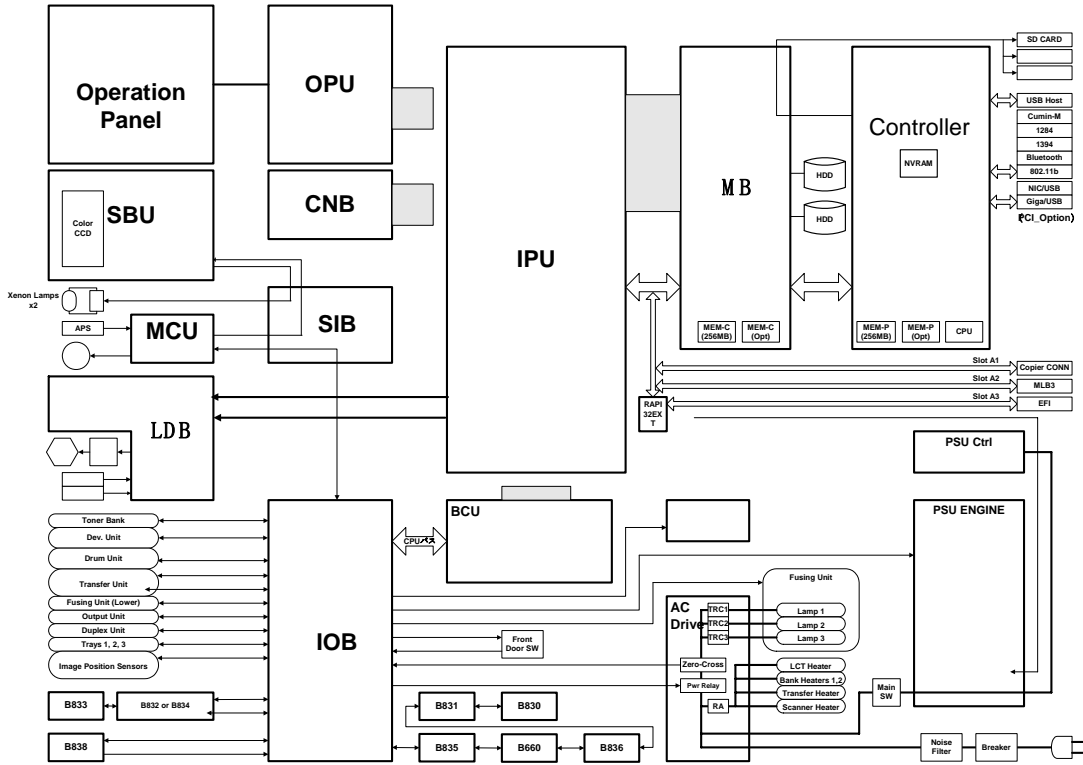 Operation
Panel
OPU
IPU
MB
Controller
NVRAM
HDD
HDD
SD CARD
USB Host
Cumin-M
1284
1394
Bluetooth
802.11b
NIC/USB
Giga/USB
(PCI_Option)
SBU
Color
CCD
CNB
Xenon Lamps
x2
APS
MCU
SIB
MEM-C
(256MB)
MEM-C
(Opt)
MEM-P
(256MB)
MEM-P
(Opt)
CPU
Slot A1
Copier CONN
Slot A2
MLB3
Slot A3
EFI
RAPI
32EX
T
LDB
PSU Ctrl
BCU
CPUバス
PSU ENGINE
Toner Bank
Dev. Unit
Drum Unit
Transfer Unit
Fusing Unit (Lower)
Output Unit
Duplex Unit
Trays 1, 2, 3
Image Position Sensors
IOB
Front
Door SW
AC
Drive
TRC1
TRC2
TRC3
Fusing Unit
Lamp 1
Lamp 2
Lamp 3
Zero-Cross
Pwr Relay
RA
LCT Heater
Bank Heaters 1,2
Transfer Heater
Scanner Heater
Main
SW
B833
B832 or B834
B831
B830
B838
B835
B660
B836
Noise
Filter
Breaker